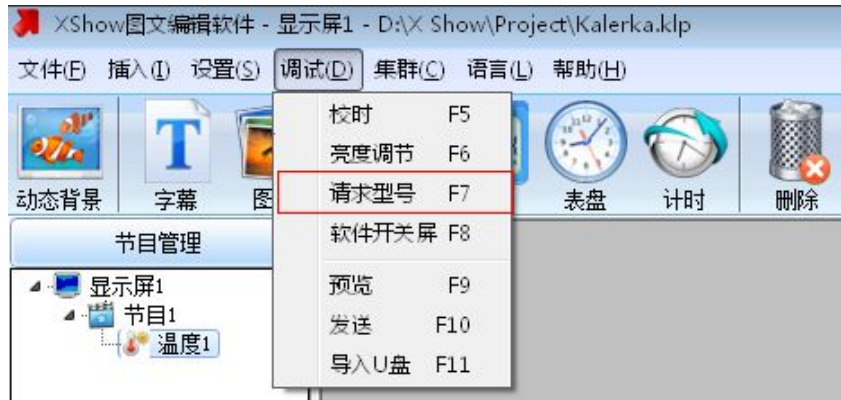 XShow图文编辑软件 - 显示屏1 - D:\X Show\Project\Kalerka.klp
文件(F) 插入(I) 设置(S) 调试(D) 集群(C) 语言(L) 帮助(H)
动态背景 字幕 图 表盘 计时 删除
校时 F5
亮度调节 F6
请求型号 F7
软件开关屏 F8
预览 F9
发送 F10
导入U盘 F11
节目管理
显示屏1
节目1
温度1